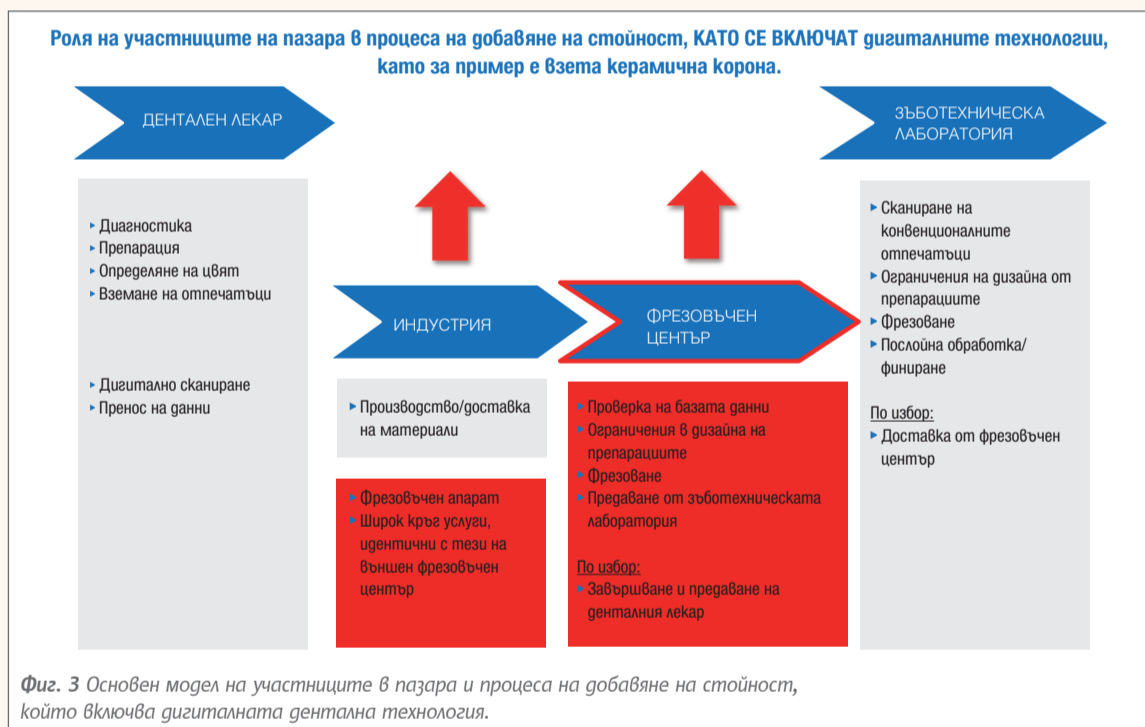 Роля на участниците на пазара в процеса на добавяне на стойност, КАТО СЕ ВКЛЮЧАТ дигиталните технологии,
като за пример е взета керамична корона.
ДЕНТАЛЕН ЛЕКАР
▸ Диагностика
▸ Препарация
▸ Определяне на цвят
▸ Вземане на отпечатъци
▸ Дигитално сканиране
▸ Пренос на данни
ИНДУСТРИЯ
▸ Производство/доставка
на материали
▸ Фрезовъчен апарат
▸ Широк кръг услуги,
идентични с тези на
външен фрезовъчен
център
ФРЕЗОВЪЧЕН
ЦЕНТЪР
▸ Проверка на базата данни
▸ Ограничения в дизайна на
препарациите
▸ Фрезоване
▸ Предаване от зъботехническата
лаборатория
По избор:
▸ Завършване и предаване на
денталния лекар
ЗЪБОТЕХНИЧЕСКА
ЛАБОРАТОРИЯ
▸ Сканиране на
конвенционалните
отпечатъци
▸ Ограничения на дизайна от
препарациите
▸ Фрезоване
▸ Послойна обработка/
финиране
По избор:
▸ Доставка от фрезовъчен
център
Фиг. 3 Основен модел на участниците в пазара и процеса на добавяне на стойност,
който включва дигиталната дентална технология.